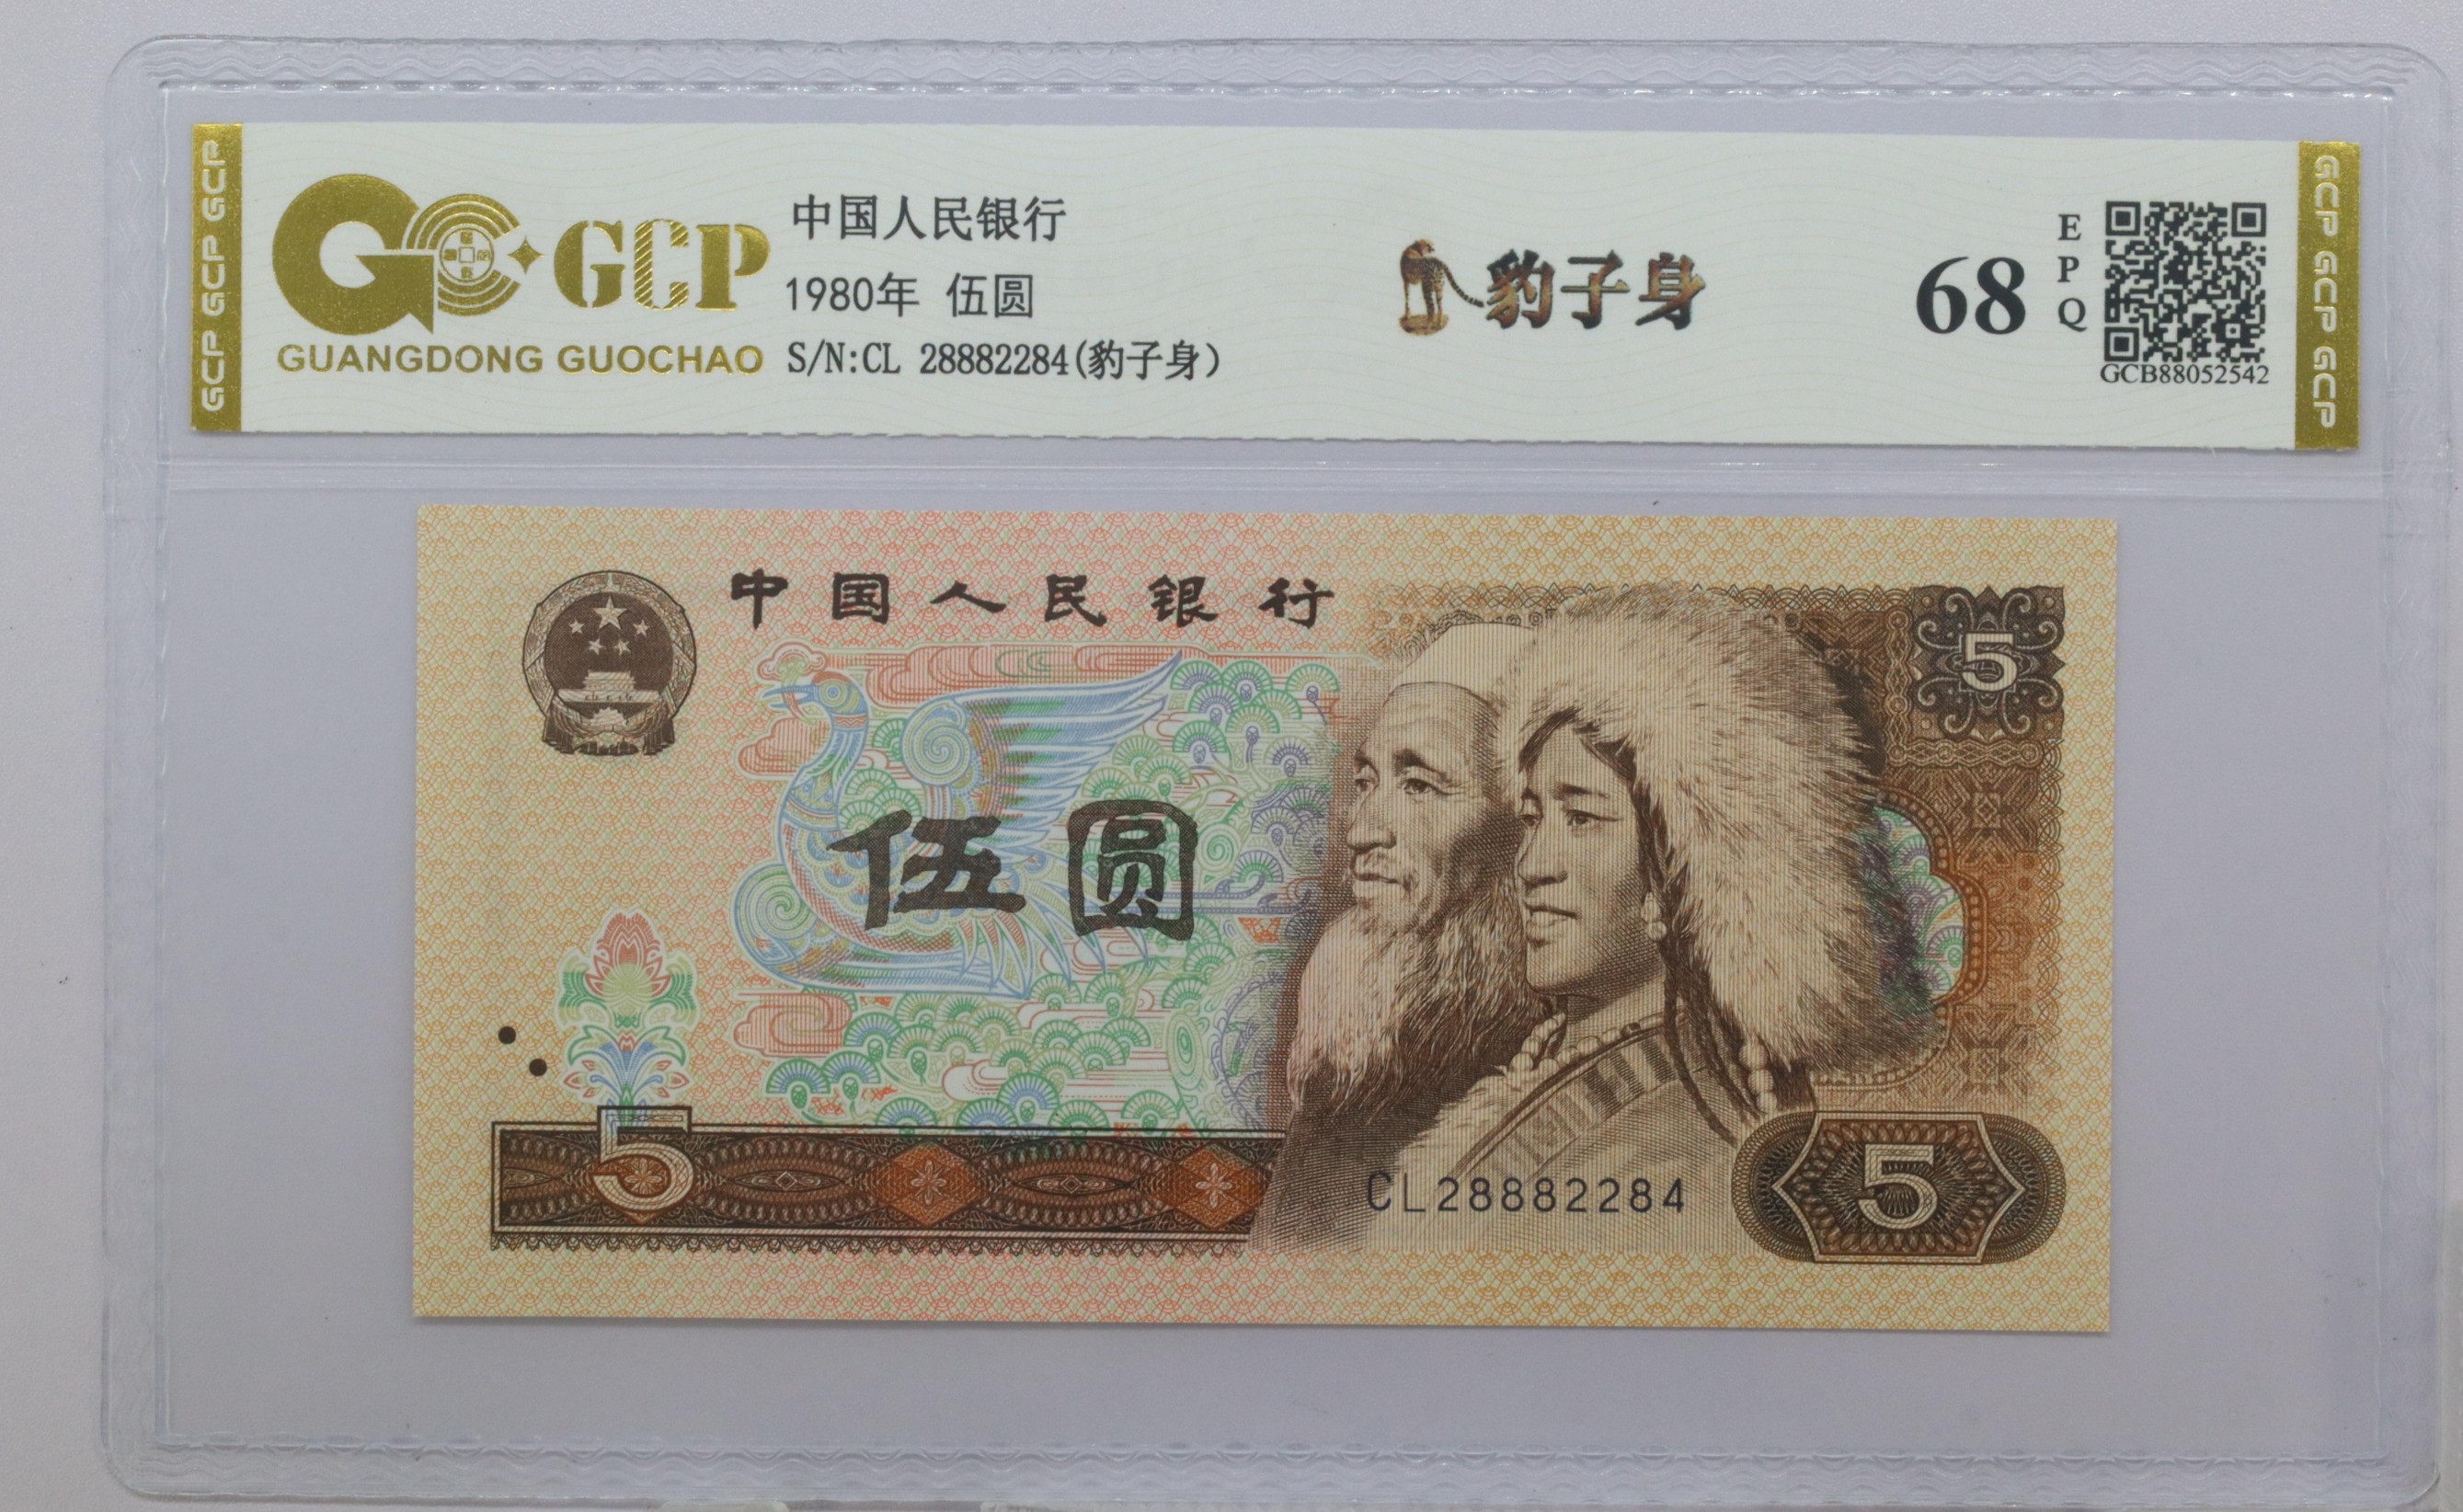 GCP GCP GCP
GCP
GUANGDONG GUOCHAO
中国人民银行
1980年 伍圆
S/N:CL 28882284(豹子身)
豹子身
68
E
P
Q
GCB88052542
GCP GCP GCP
中国人民银行
5
伍圆
5
CL28882284
5